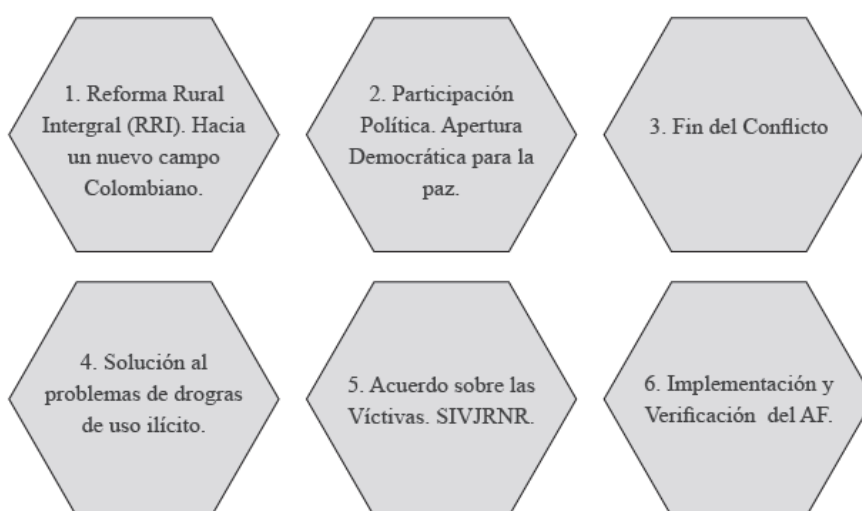 1. Reforma Rural
Intergral (RRI). Hacia
un nuevo campo
Colombiano.
2. Participación
Política. Apertura
Democrática para la
paz.
3. Fin del Conflicto
4. Solución al
problemas de drogras
de uso ilícito.
5. Acuerdo sobre las
Víctivas. SIVJRNR.
6. Implementación y
Verificación del AF.